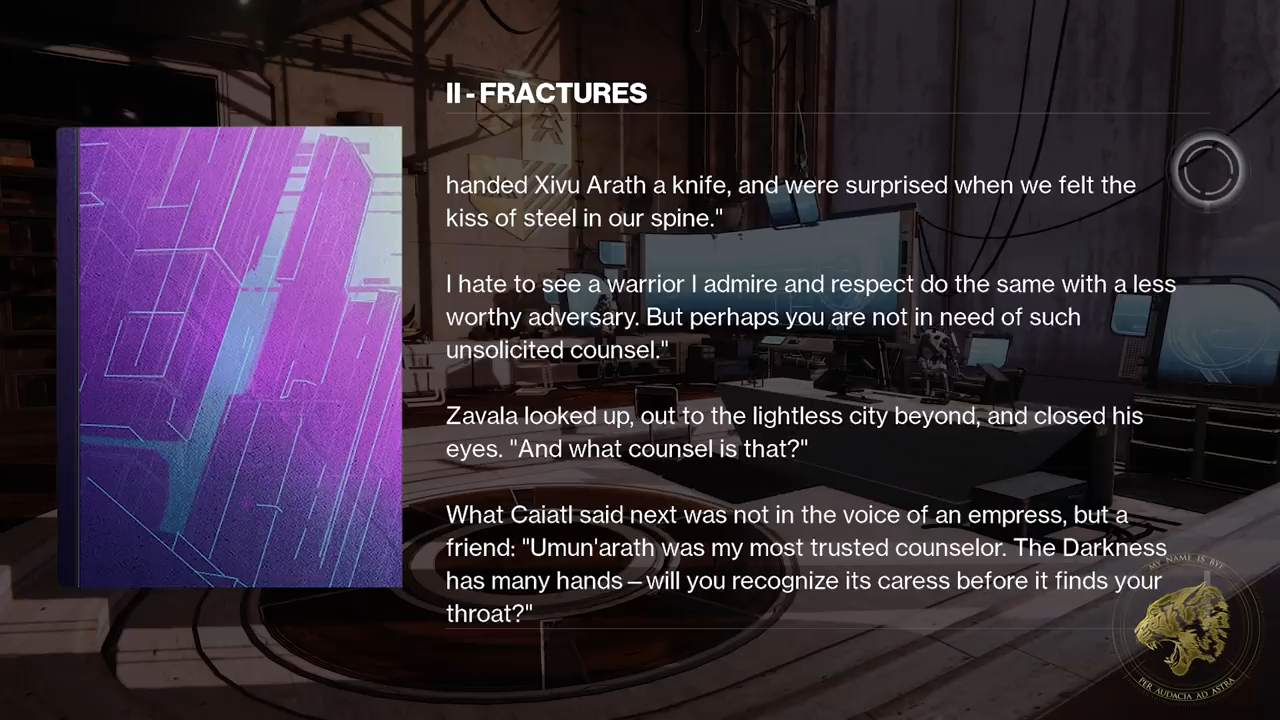 II - FRACTURES
handed Xivu Arath a knife, and were surprised when we felt the
kiss of steel in our spine."
I hate to see a warrior I admire and respect do the same with a less
worthy adversary. But perhaps you are not in need of such
unsolicited counsel."
Zavala looked up, out to the lightless city beyond, and closed his
eyes. "And what counsel is that?"
What Caiatl said next was not in the voice of an empress, but a
friend: "Umun'arath was my most trusted counselor. The Darkness
has many hands – will you recognize its caress before it finds your
throat?"
MY NAME IS BYF
PER AUDACIA AD ASTRA